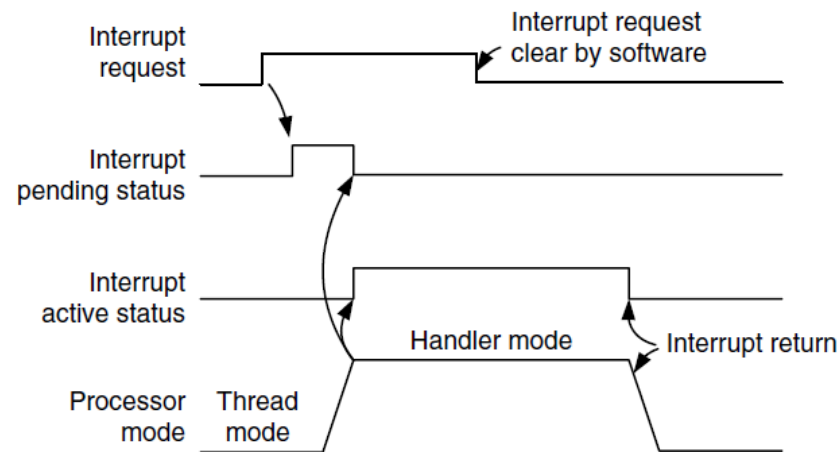 Interrupt
request
Interrupt request
clear by software
Interrupt
pending status
Interrupt
active status
Handler mode
Interrupt return
Processor
mode
Thread
mode